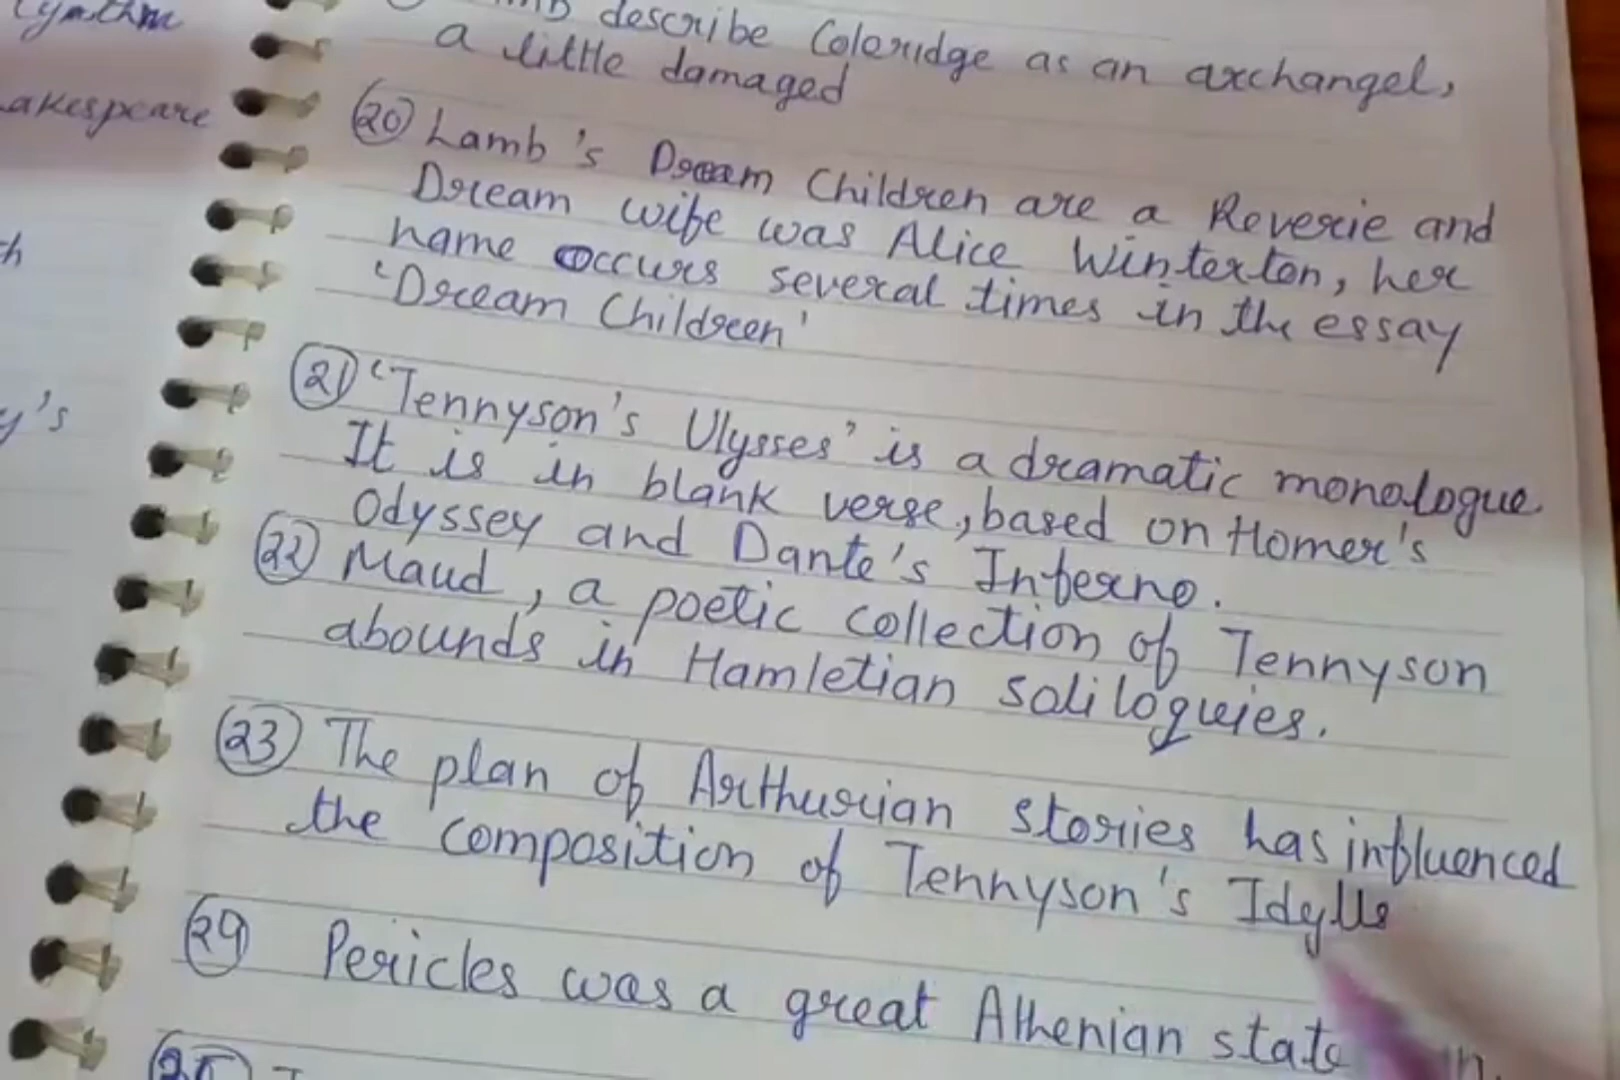 describe Coleridge as an archangel,
a little damaged
akespeare
(20) Lamb's Dream Children are a Reverie and
Dream wife was Alice Winterton, her
name occurs several times in the essay
'Dream Children'
y's
(21) 'Tennyson's Ulysses' is a dramatic monologue
It is in blank verse, based on Homer's
Odyssey and Dante's Inferno.
(22) Maud, a poetic collection of Tennyson
abounds in Hamletian soliloquies.
(23) The plan of Arthurian stories has influenced
the composition of Tennyson's Idylls
(24) Pericles was a great Athenian state
(25)